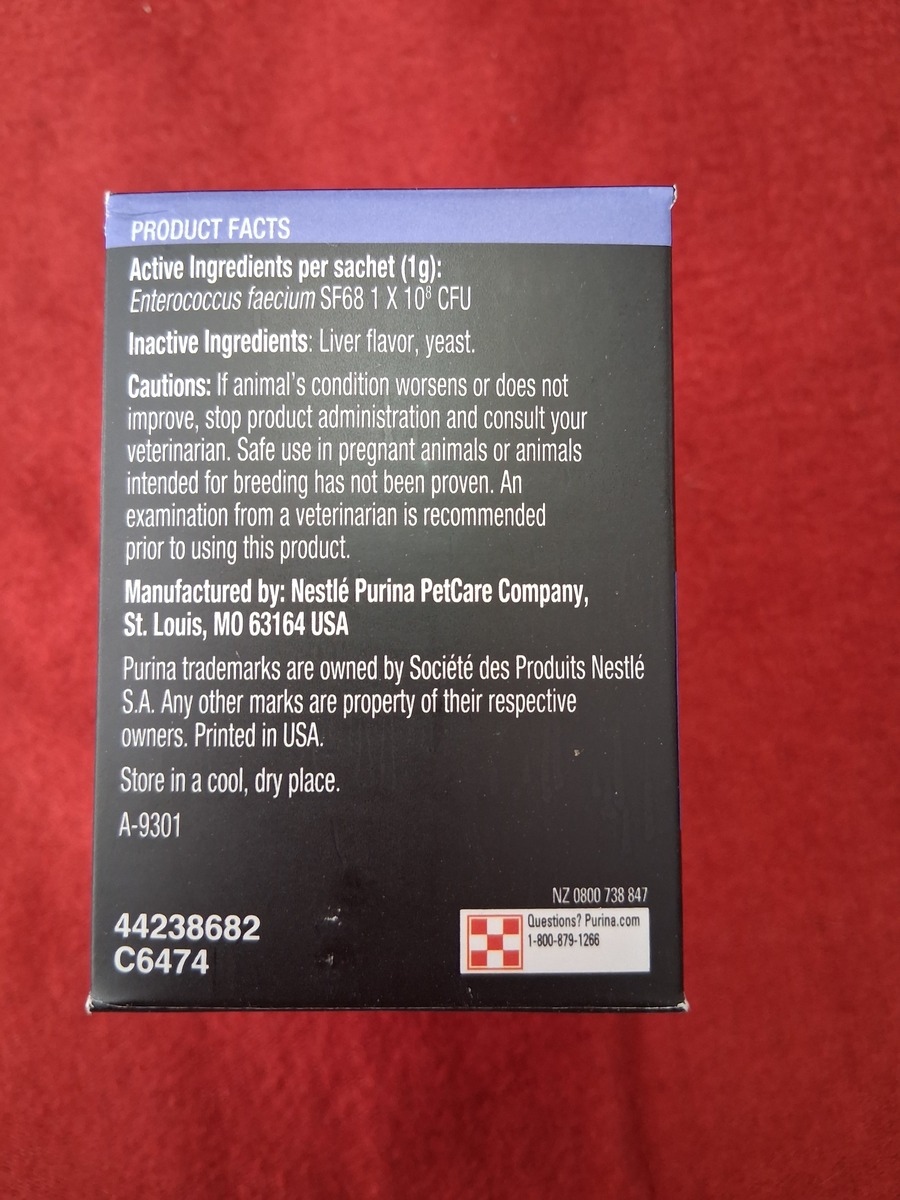 PRODUCT FACTS
Active Ingredients per sachet (1g):
Enterococcus faecium SF68 1 X 10⁸ CFU
Inactive Ingredients: Liver flavor, yeast.
Cautions: If animal's condition worsens or does not
improve, stop product administration and consult your
veterinarian. Safe use in pregnant animals or animals
intended for breeding has not been proven. An
examination from a veterinarian is recommended
prior to using this product.
Manufactured by: Nestlé Purina PetCare Company,
St. Louis, MO 63164 USA
Purina trademarks are owned by Société des Produits Nestlé
S.A. Any other marks are property of their respective
owners. Printed in USA.
Store in a cool, dry place.
A-9301
44238682
C6474
NZ 0800 738 847
Questions? Purina.com
1-800-879-1266